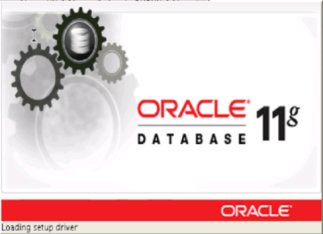 ORACLE®
DATABASE 11g
ORACLE®
Loading setup driver